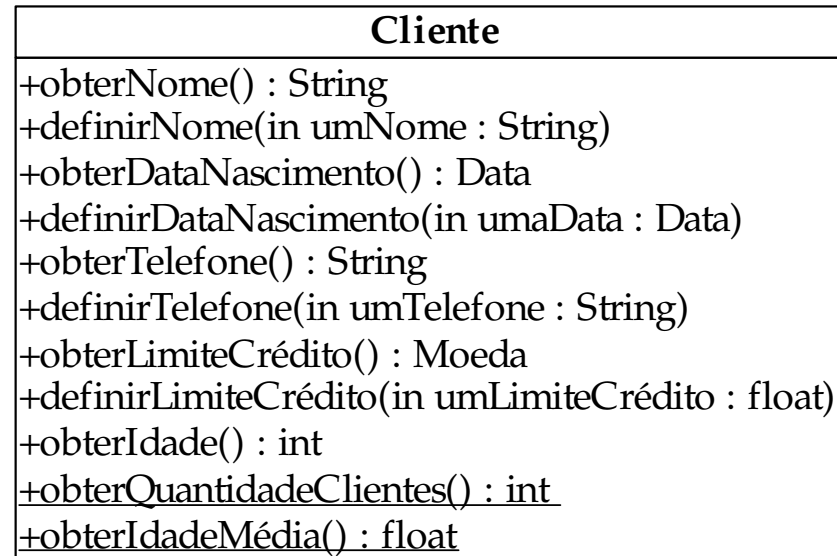 Cliente
+obterNome() : String
+definirNome(in umNome : String)
+obterDataNascimento() : Data
+definirDataNascimento(in umaData : Data)
+obterTelefone() : String
+definirTelefone(in umTelefone : String)
+obterLimiteCrédito() : Moeda
+definirLimiteCrédito(in umLimiteCrédito : float)
+obterIdade() : int
+obterQuantidadeClientes() : int
+obterIdadeMédia() : float